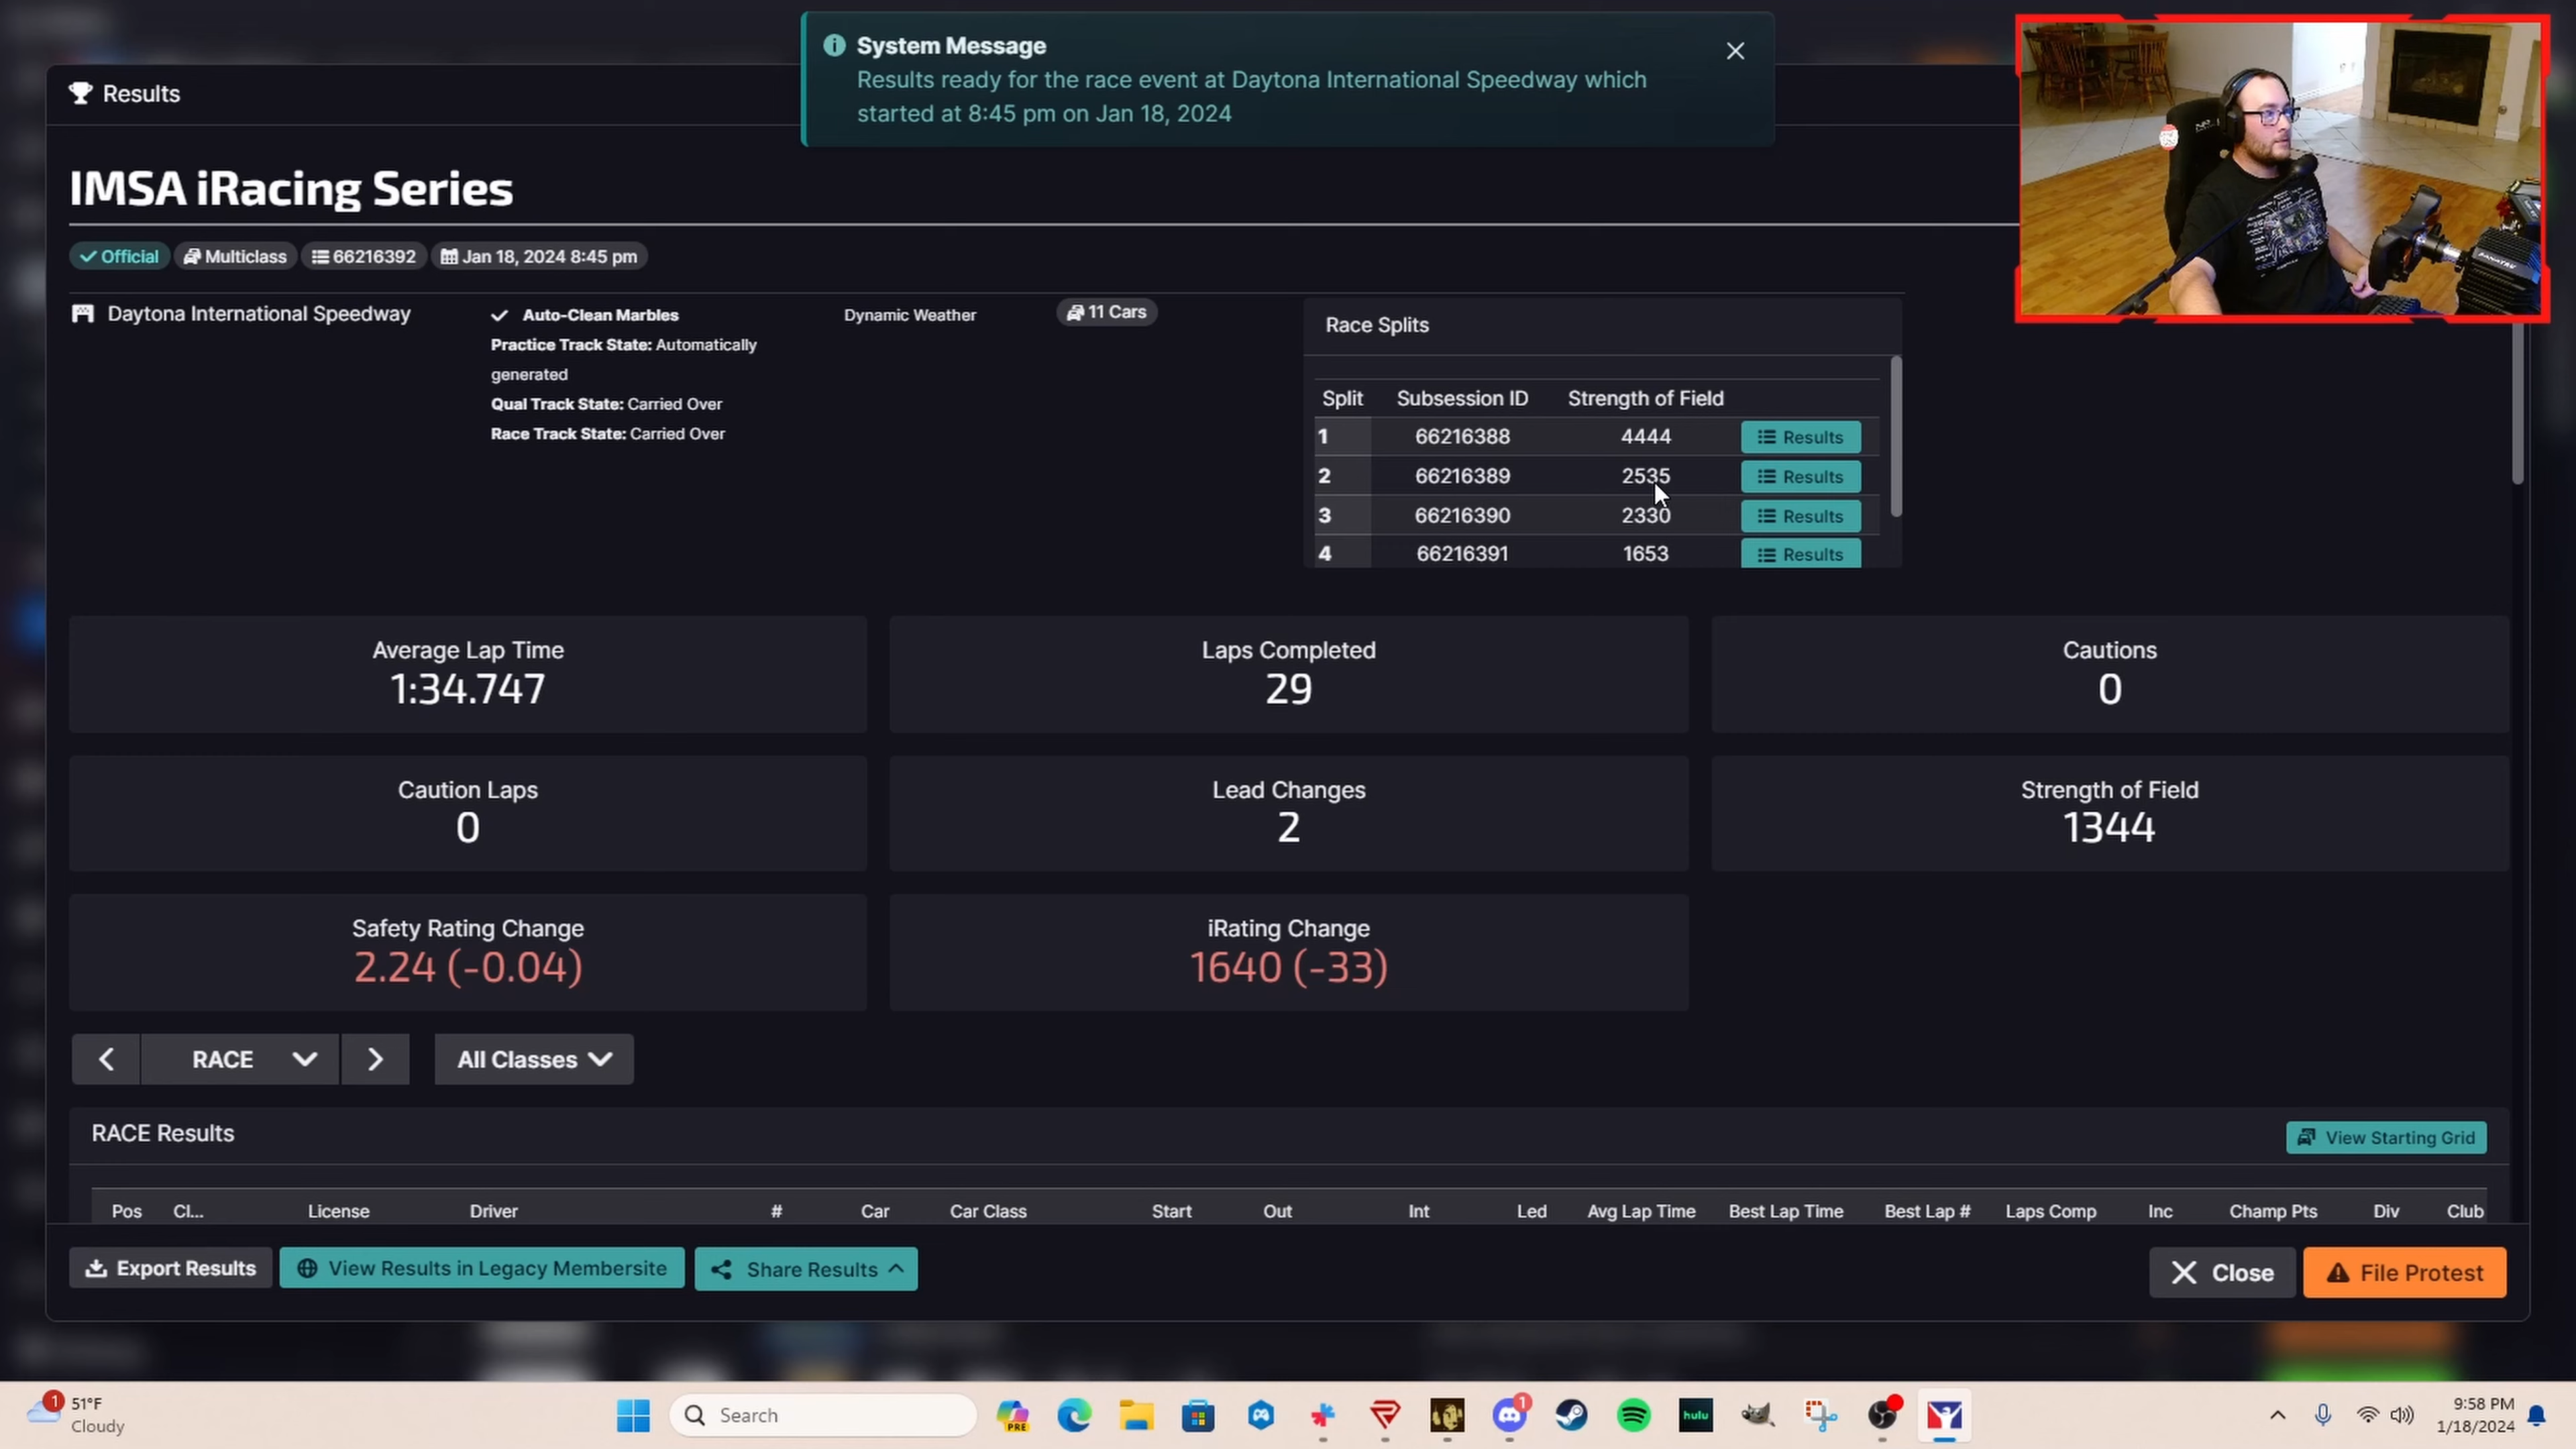 System Message
Results ready for the race event at Daytona International Speedway which
started at 8:45 pm on Jan 18, 2024
Results
IMSA iRacing Series
Official
Multiclass
66216392
Jan 18, 2024 8:45 pm
Daytona International Speedway
Auto-Clean Marbles
Practice Track State: Automatically
generated
Qual Track State: Carried Over
Race Track State: Carried Over
Dynamic Weather
11 Cars
Race Splits
Split Subsession ID Strength of Field
1 66216388 4444 Results
2 66216389 2535 Results
3 66216390 2330 Results
4 66216391 1653 Results
Average Lap Time
1:34.747
Laps Completed
29
Cautions
0
Caution Laps
0
Lead Changes
2
Strength of Field
1344
Safety Rating Change
2.24 (-0.04)
iRating Change
1640 (-33)
RACE
All Classes
RACE Results
View Starting Grid
Pos Cl... License Driver # Car Car Class Start Out Int Led Avg Lap Time Best Lap Time Best Lap # Laps Comp Inc Champ Pts Div Club
Export Results
View Results in Legacy Membersite
Share Results
Close
File Protest
1
51°F
Cloudy
Search
PRE
1
hulu
9:58 PM
1/18/2024